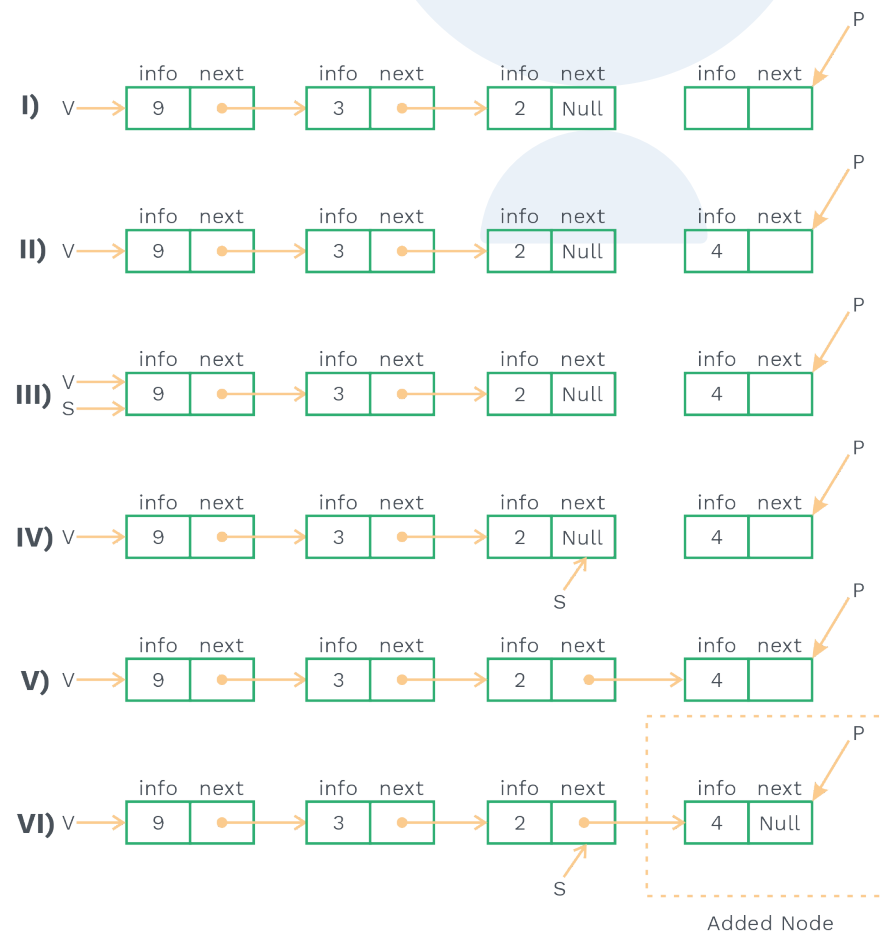 P
info next info next info next info next
I) V 9 3 2 Null
P
info next info next info next info next
II) V 9 3 2 Null 4
P
info next info next info next info next
V
III) 9 3 2 Null 4
S
P
info next info next info next info next
IV) V 9 3 2 Null 4
S
P
info next info next info next info next
V) V 9 3 2 4
P
info next info next info next info next
VI) V 9 3 2 4 Null
S
Added Node